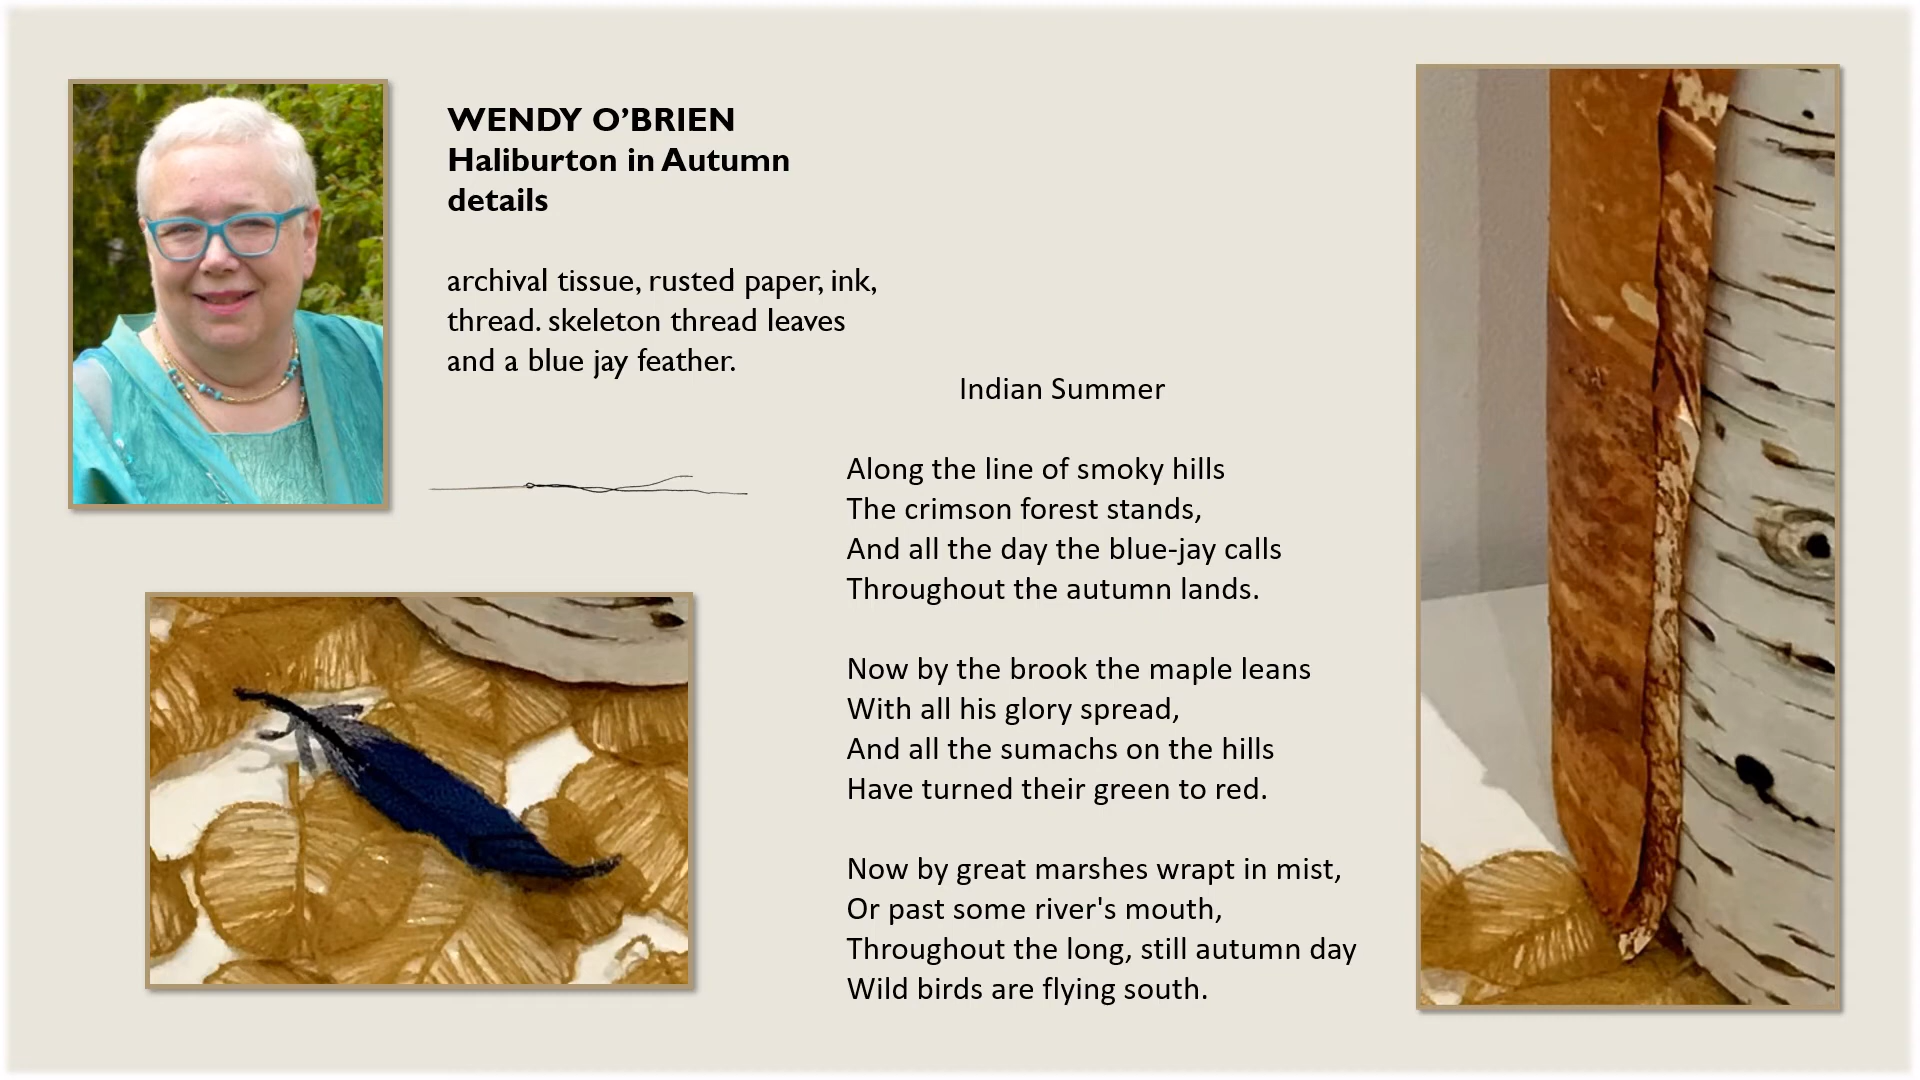 WENDY O’BRIEN
Haliburton in Autumn
details
archival tissue, rusted paper, ink,
thread. skeleton thread leaves
and a blue jay feather.
Indian Summer
Along the line of smoky hills
The crimson forest stands,
And all the day the blue-jay calls
Throughout the autumn lands.
Now by the brook the maple leans
With all his glory spread,
And all the sumachs on the hills
Have turned their green to red.
Now by great marshes wrapt in mist,
Or past some river's mouth,
Throughout the long, still autumn day
Wild birds are flying south.